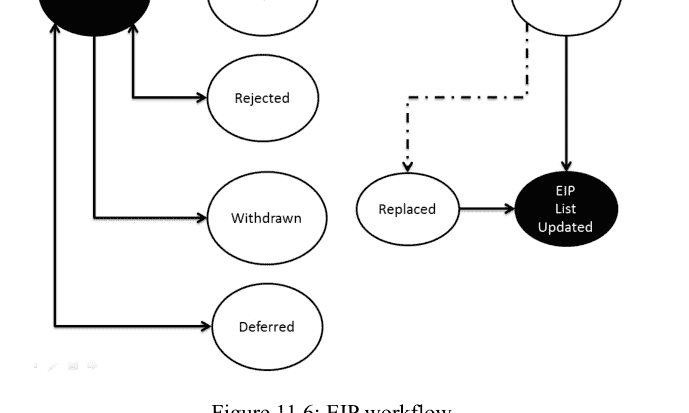 Rejected
Replaced
EIP
List
Updated
Withdrawn
Deferred
Figure 11.6: EIP workflow